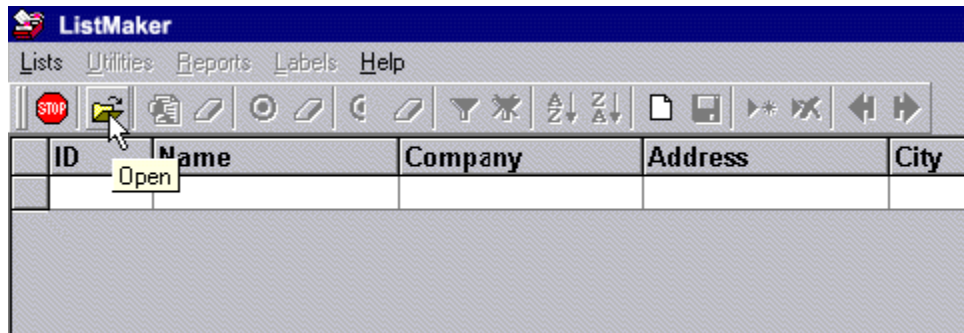 ListMaker
Lists Utilities Reports Labels Help
STOP A Z Z A
ID Name Company Address City
Open